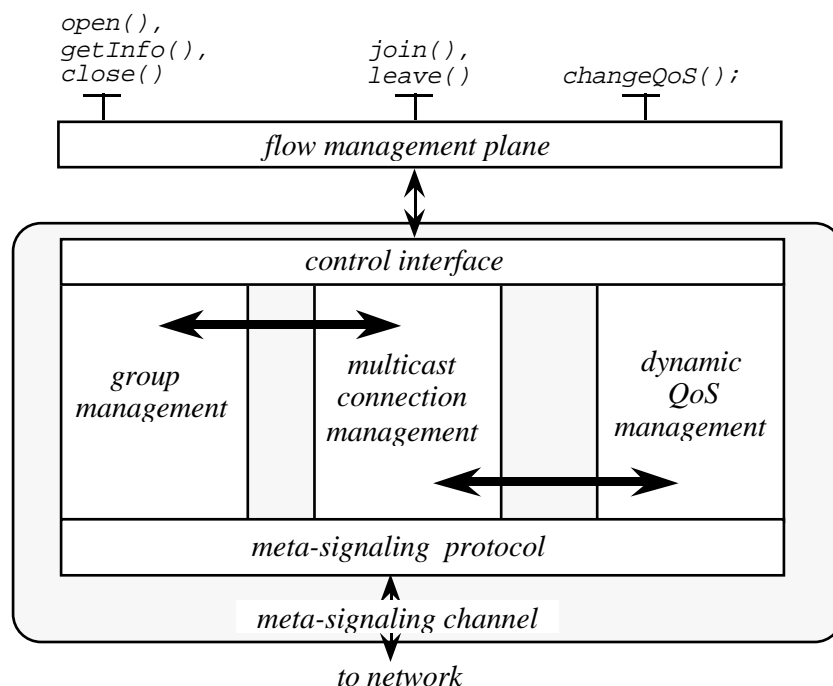 open(),
getInfo(),
close()
join(),
leave()
changeQoS();
flow management plane
control interface
group
management
multicast
connection
management
dynamic
QoS
management
meta-signaling protocol
meta-signaling channel
to network